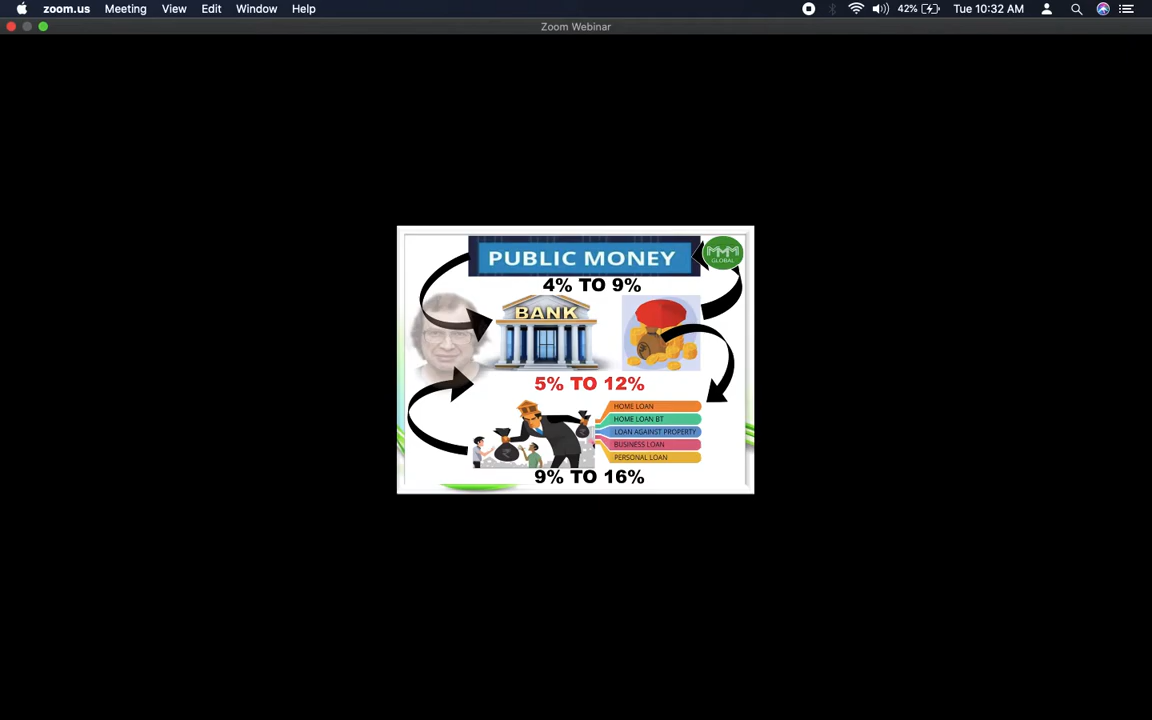 zoom.us Meeting View Edit Window Help 42% Tue 10:32 AM
Zoom Webinar
PUBLIC MONEY
MMM
GLOBAL
4% TO 9%
BANK
5% TO 12%
HOME LOAN
HOME LOAN BT
LOAN AGAINST PROPERTY
BUSINESS LOAN
PERSONAL LOAN
9% TO 16%